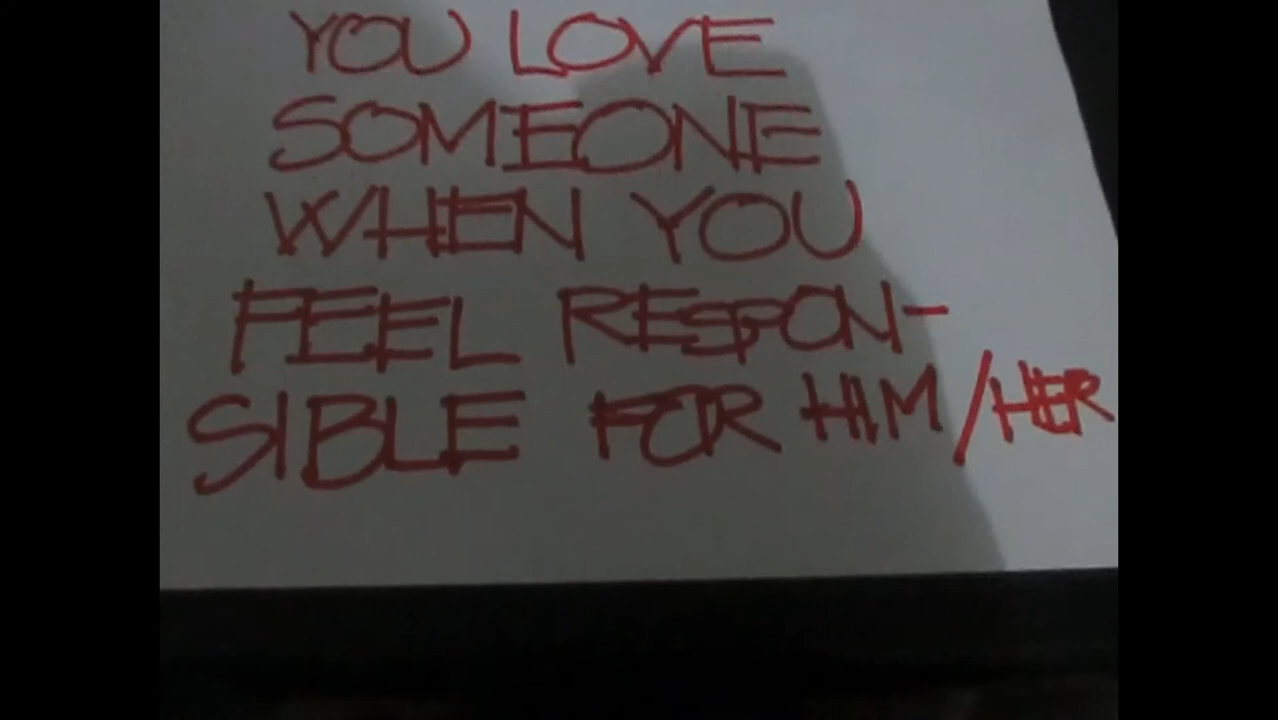 YOU LOVE
SOMEONE
WHEN YOU
FEEL RESPON-
SIBLE FOR HIM/HER